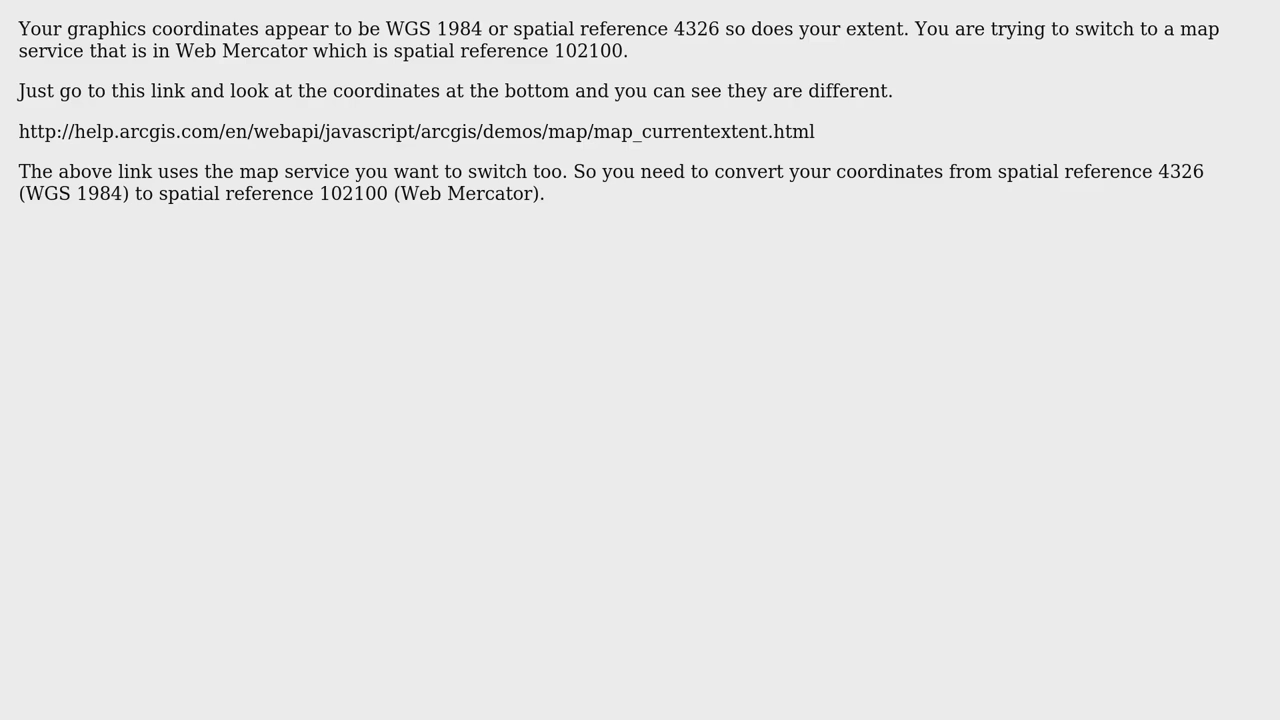 Your graphics coordinates appear to be WGS 1984 or spatial reference 4326 so does your extent. You are trying to switch to a map
service that is in Web Mercator which is spatial reference 102100.
Just go to this link and look at the coordinates at the bottom and you can see they are different.
http://help.arcgis.com/en/webapi/javascript/arcgis/demos/map/map_currentextent.html
The above link uses the map service you want to switch too. So you need to convert your coordinates from spatial reference 4326
(WGS 1984) to spatial reference 102100 (Web Mercator).